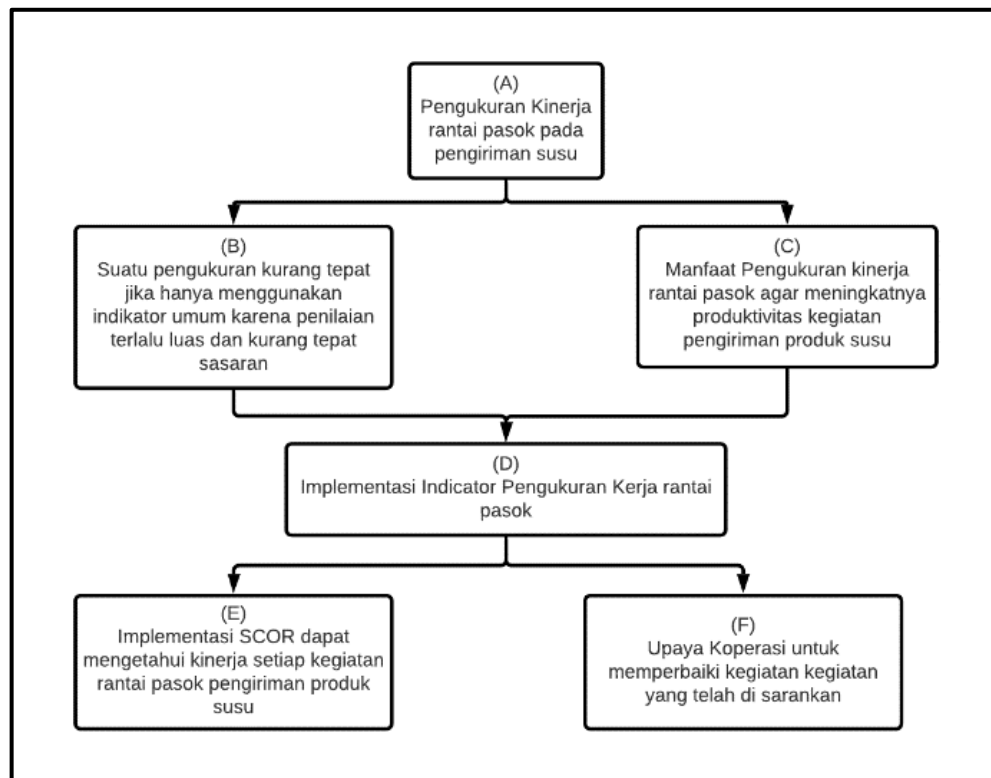 (A)
Pengukuran Kinerja
rantai pasok pada
pengiriman susu
(B)
Suatu pengukuran kurang tepat
jika hanya menggunakan
indikator umum karena penilaian
terlalu luas dan kurang tepat
sasaran
(C)
Manfaat Pengukuran kinerja
rantai pasok agar meningkatnya
produktivitas kegiatan
pengiriman produk susu
(D)
Implementasi Indicator Pengukuran Kerja rantai
pasok
(E)
Implementasi SCOR dapat
mengetahui kinerja setiap kegiatan
rantai pasok pengiriman produk
susu
(F)
Upaya Koperasi untuk
memperbaiki kegiatan kegiatan
yang telah di sarankan